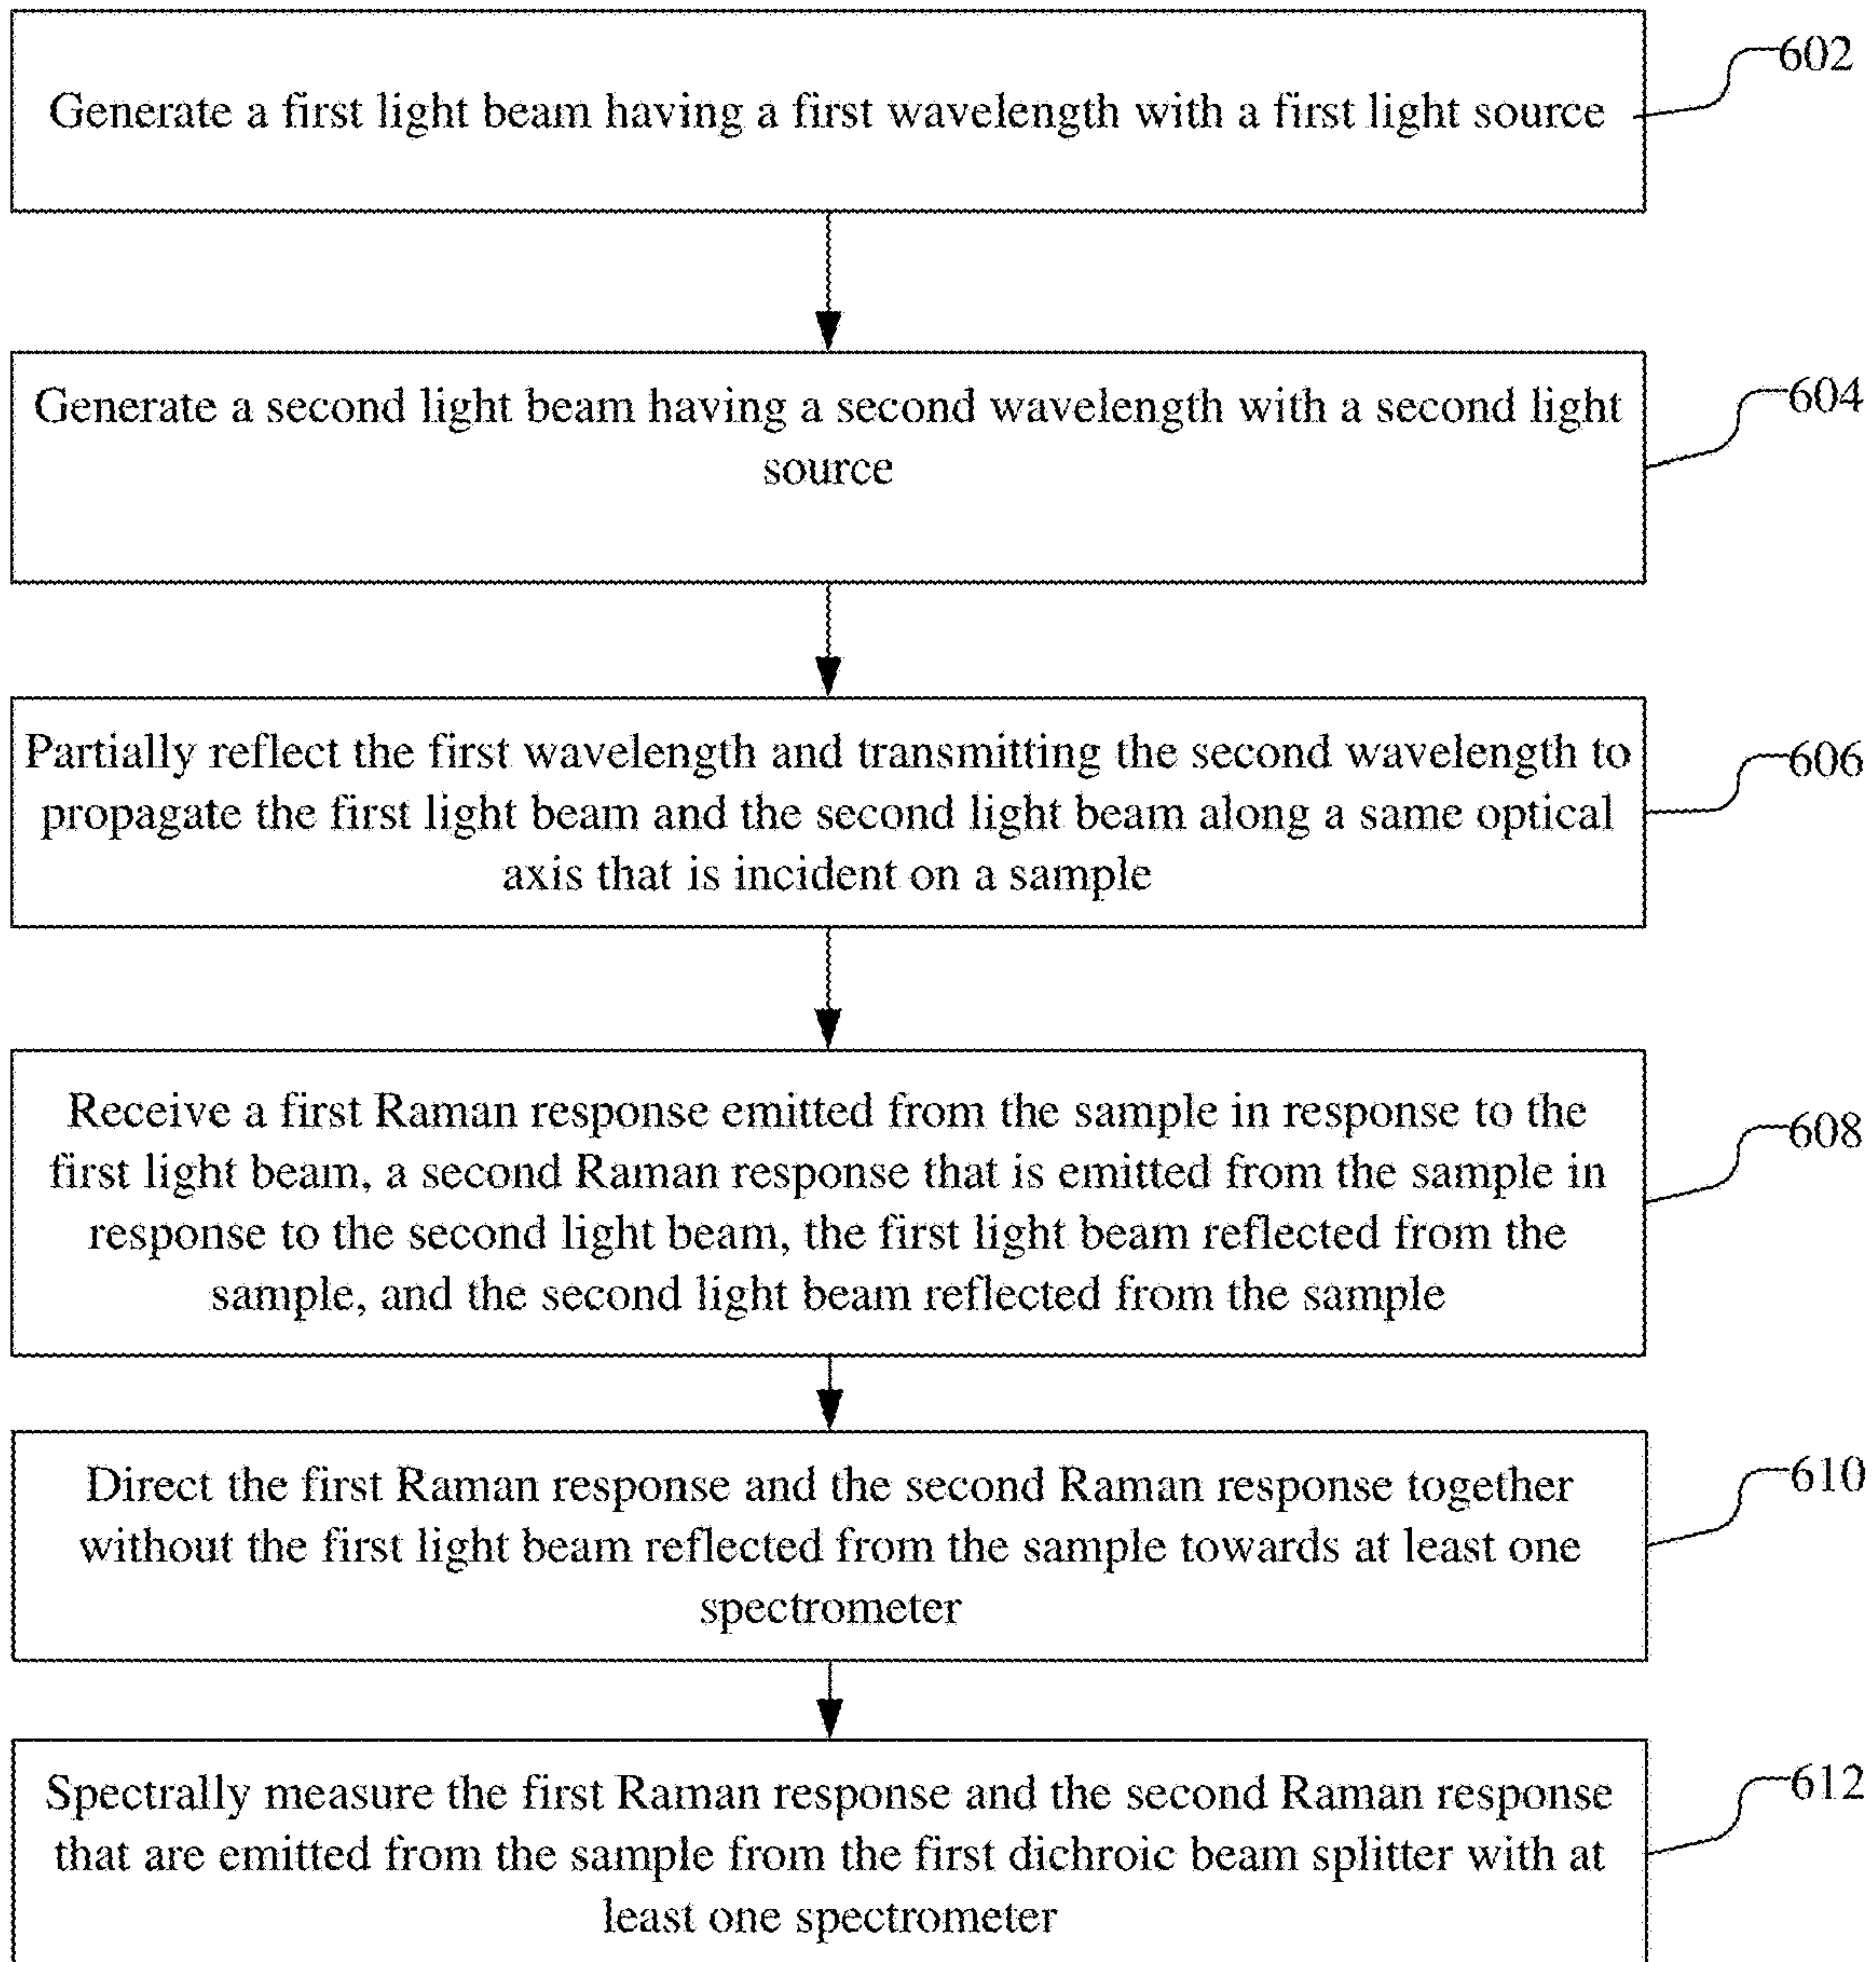 Generate a first light beam having a first wavelength with a first light source
602
Generate a second light beam having a second wavelength with a second light
source
604
Partially reflect the first wavelength and transmitting the second wavelength to
propagate the first light beam and the second light beam along a same optical
axis that is incident on a sample
606
Receive a first Raman response emitted from the sample in response to the
first light beam, a second Raman response that is emitted from the sample in
response to the second light beam, the first light beam reflected from the
sample, and the second light beam reflected from the sample
608
Direct the first Raman response and the second Raman response together
without the first light beam reflected from the sample towards at least one
spectrometer
610
Spectrally measure the first Raman response and the second Raman response
that are emitted from the sample from the first dichroic beam splitter with at
least one spectrometer
612